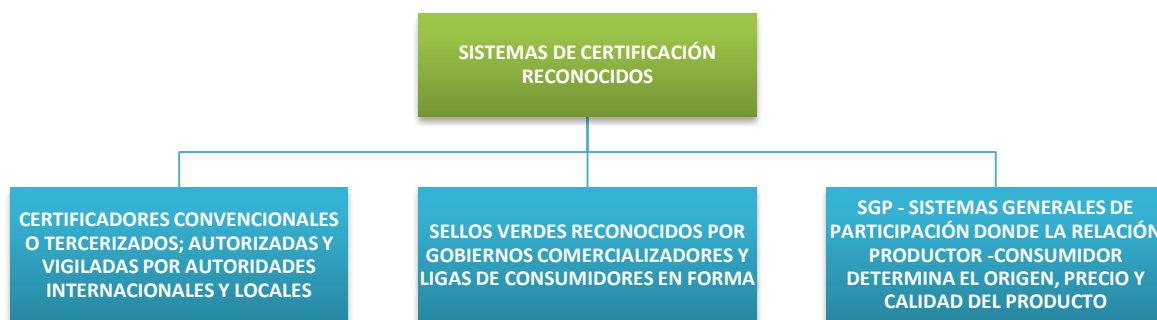 SISTEMAS DE CERTIFICACIÓN
RECONOCIDOS
CERTIFICADORES CONVENCIONALES
O TERCERIZADOS; AUTORIZADAS Y
VIGILADAS POR AUTORIDADES
INTERNACIONALES Y LOCALES
SELLOS VERDES RECONOCIDOS POR
GOBIERNOS COMERCIALIZADORES Y
LIGAS DE CONSUMIDORES EN FORMA
SGP - SISTEMAS GENERALES DE
PARTICIPACIÓN DONDE LA RELACIÓN
PRODUCTOR -CONSUMIDOR
DETERMINA EL ORIGEN, PRECIO Y
CALIDAD DEL PRODUCTO